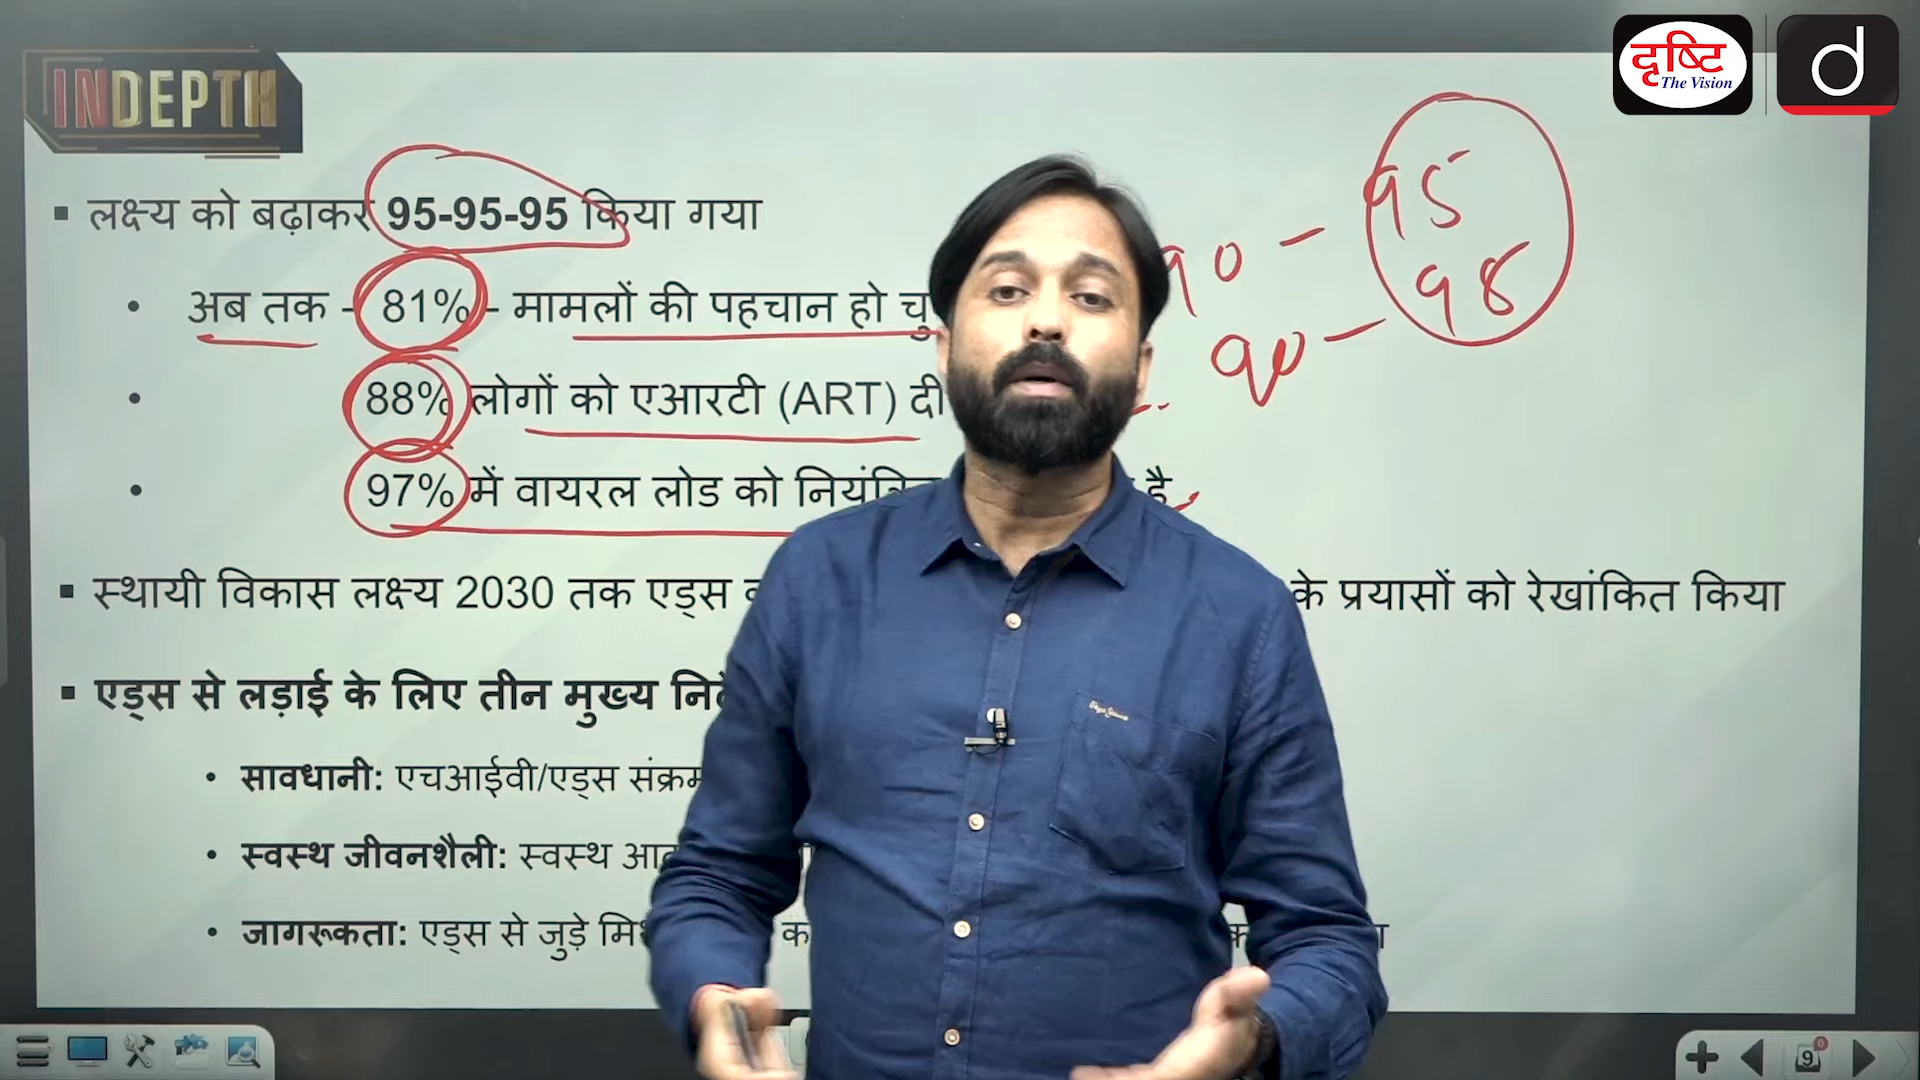 INDEPTH
दृष्टि
The Vision
d
लक्ष्य को बढ़ाकर 95-95-95 किया गया
अब तक - 81% - मामलों की पहचान हो
88% लोगों को एआरटी (ART) दी
97% में वायरल लोड को है
स्थायी विकास लक्ष्य 2030 तक एड्स के प्रयासों को रेखांकित किया
एड्स से लड़ाई के लिए तीन मुख्य
सावधानी: एचआईवी/एड्स
स्वस्थ जीवनशैली: स्वस्थ
जागरूकता: एड्स से जुड़े
90 - 95
90 - 98
9
0